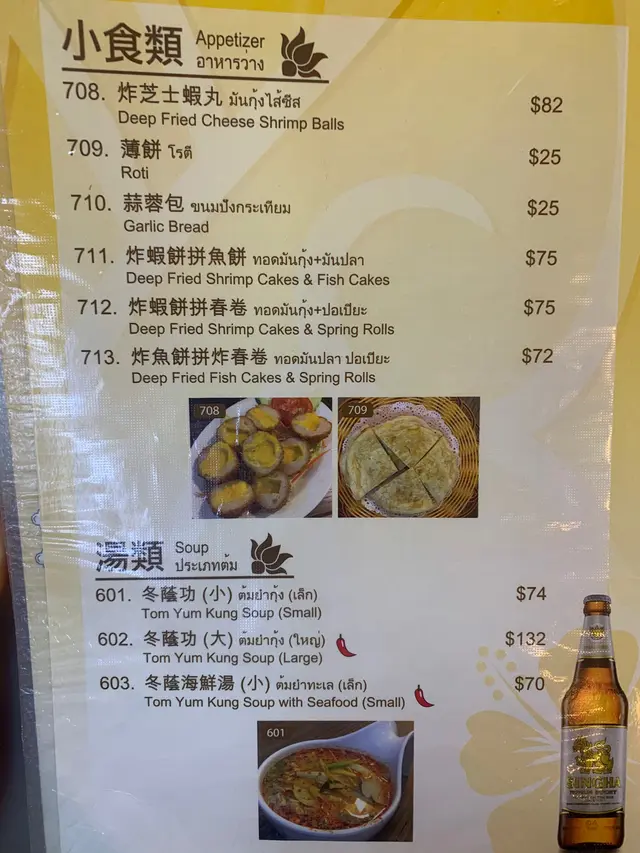 小食類 Appetizer
อาหารว่าง
708. 炸芝士蝦丸 มันกุ้งไส้ชีส $82
Deep Fried Cheese Shrimp Balls
709. 薄餅 โรตี $25
Roti
710. 蒜蓉包 ขนมปังกระเทียม $25
Garlic Bread
711. 炸蝦餅拼魚餅 ทอดมันกุ้ง+มันปลา $75
Deep Fried Shrimp Cakes & Fish Cakes
712. 炸蝦餅拼春卷 ทอดมันกุ้ง+ปอเปียะ $75
Deep Fried Shrimp Cakes & Spring Rolls
713. 炸魚餅拼炸春卷 ทอดมันปลา ปอเปียะ $72
Deep Fried Fish Cakes & Spring Rolls
708 709
湯類 Soup
ประเภทต้ม
601. 冬蔭功 (小) ต้มยำกุ้ง (เล็ก) $74
Tom Yum Kung Soup (Small)
602. 冬蔭功 (大) ต้มยำกุ้ง (ใหญ่) $132
Tom Yum Kung Soup (Large)
603. 冬蔭海鮮湯 (小) ต้มยำทะเล (เล็ก) $70
Tom Yum Kung Soup with Seafood (Small)
601
SINGHA